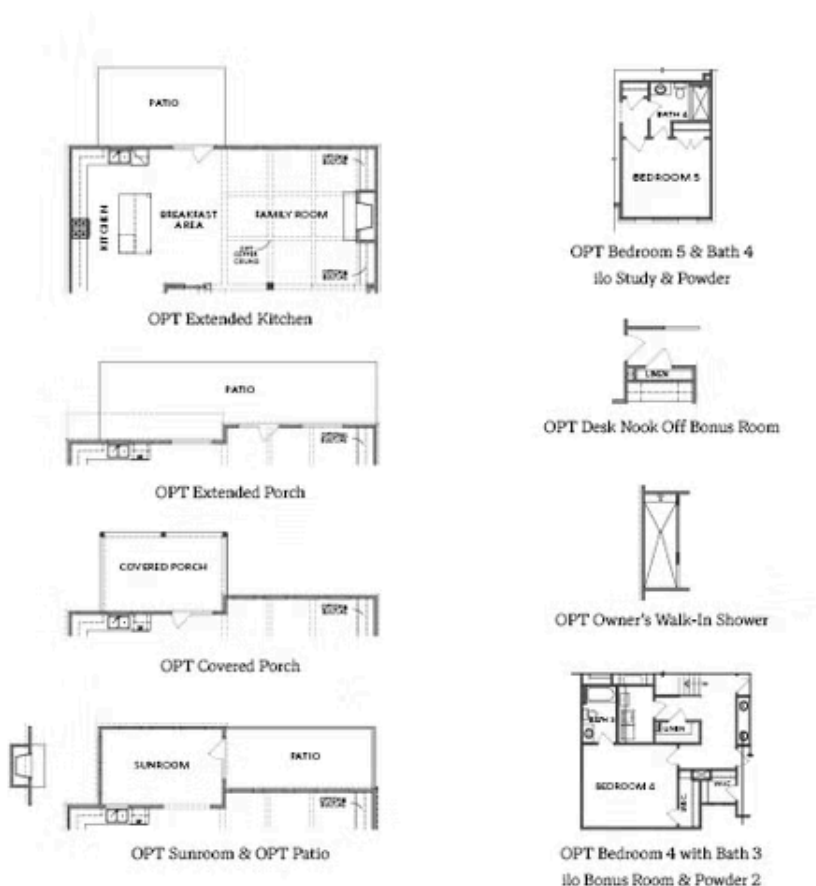 PATIO
KITCHEN
BREAKFAST
AREA
FAMILY ROOM
OPT Extended Kitchen
PATIO
OPT Extended Porch
COVERED PORCH
OPT Covered Porch
SUNROOM
PATIO
OPT Sunroom & OPT Patio
BATH 4
BEDROOM 5
OPT Bedroom 5 & Bath 4
ilo Study & Powder
LINEN
OPT Desk Nook Off Bonus Room
OPT Owner's Walk-In Shower
BATH 3
LINEN
BEDROOM 4
W.I.C.
W.I.C.
OPT Bedroom 4 with Bath 3
ilo Bonus Room & Powder 2